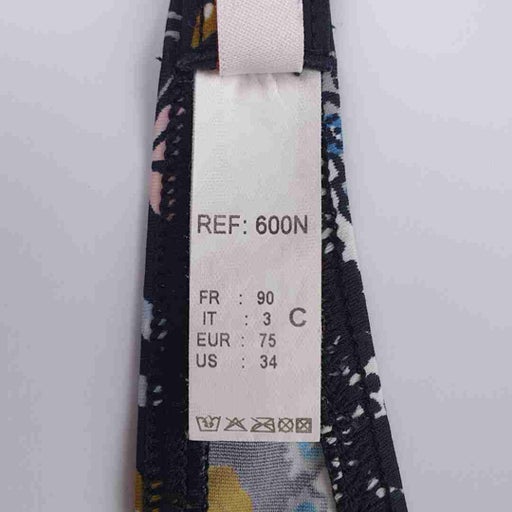 REF: 600N
FR : 90
IT : 3 C
EUR : 75
US : 34